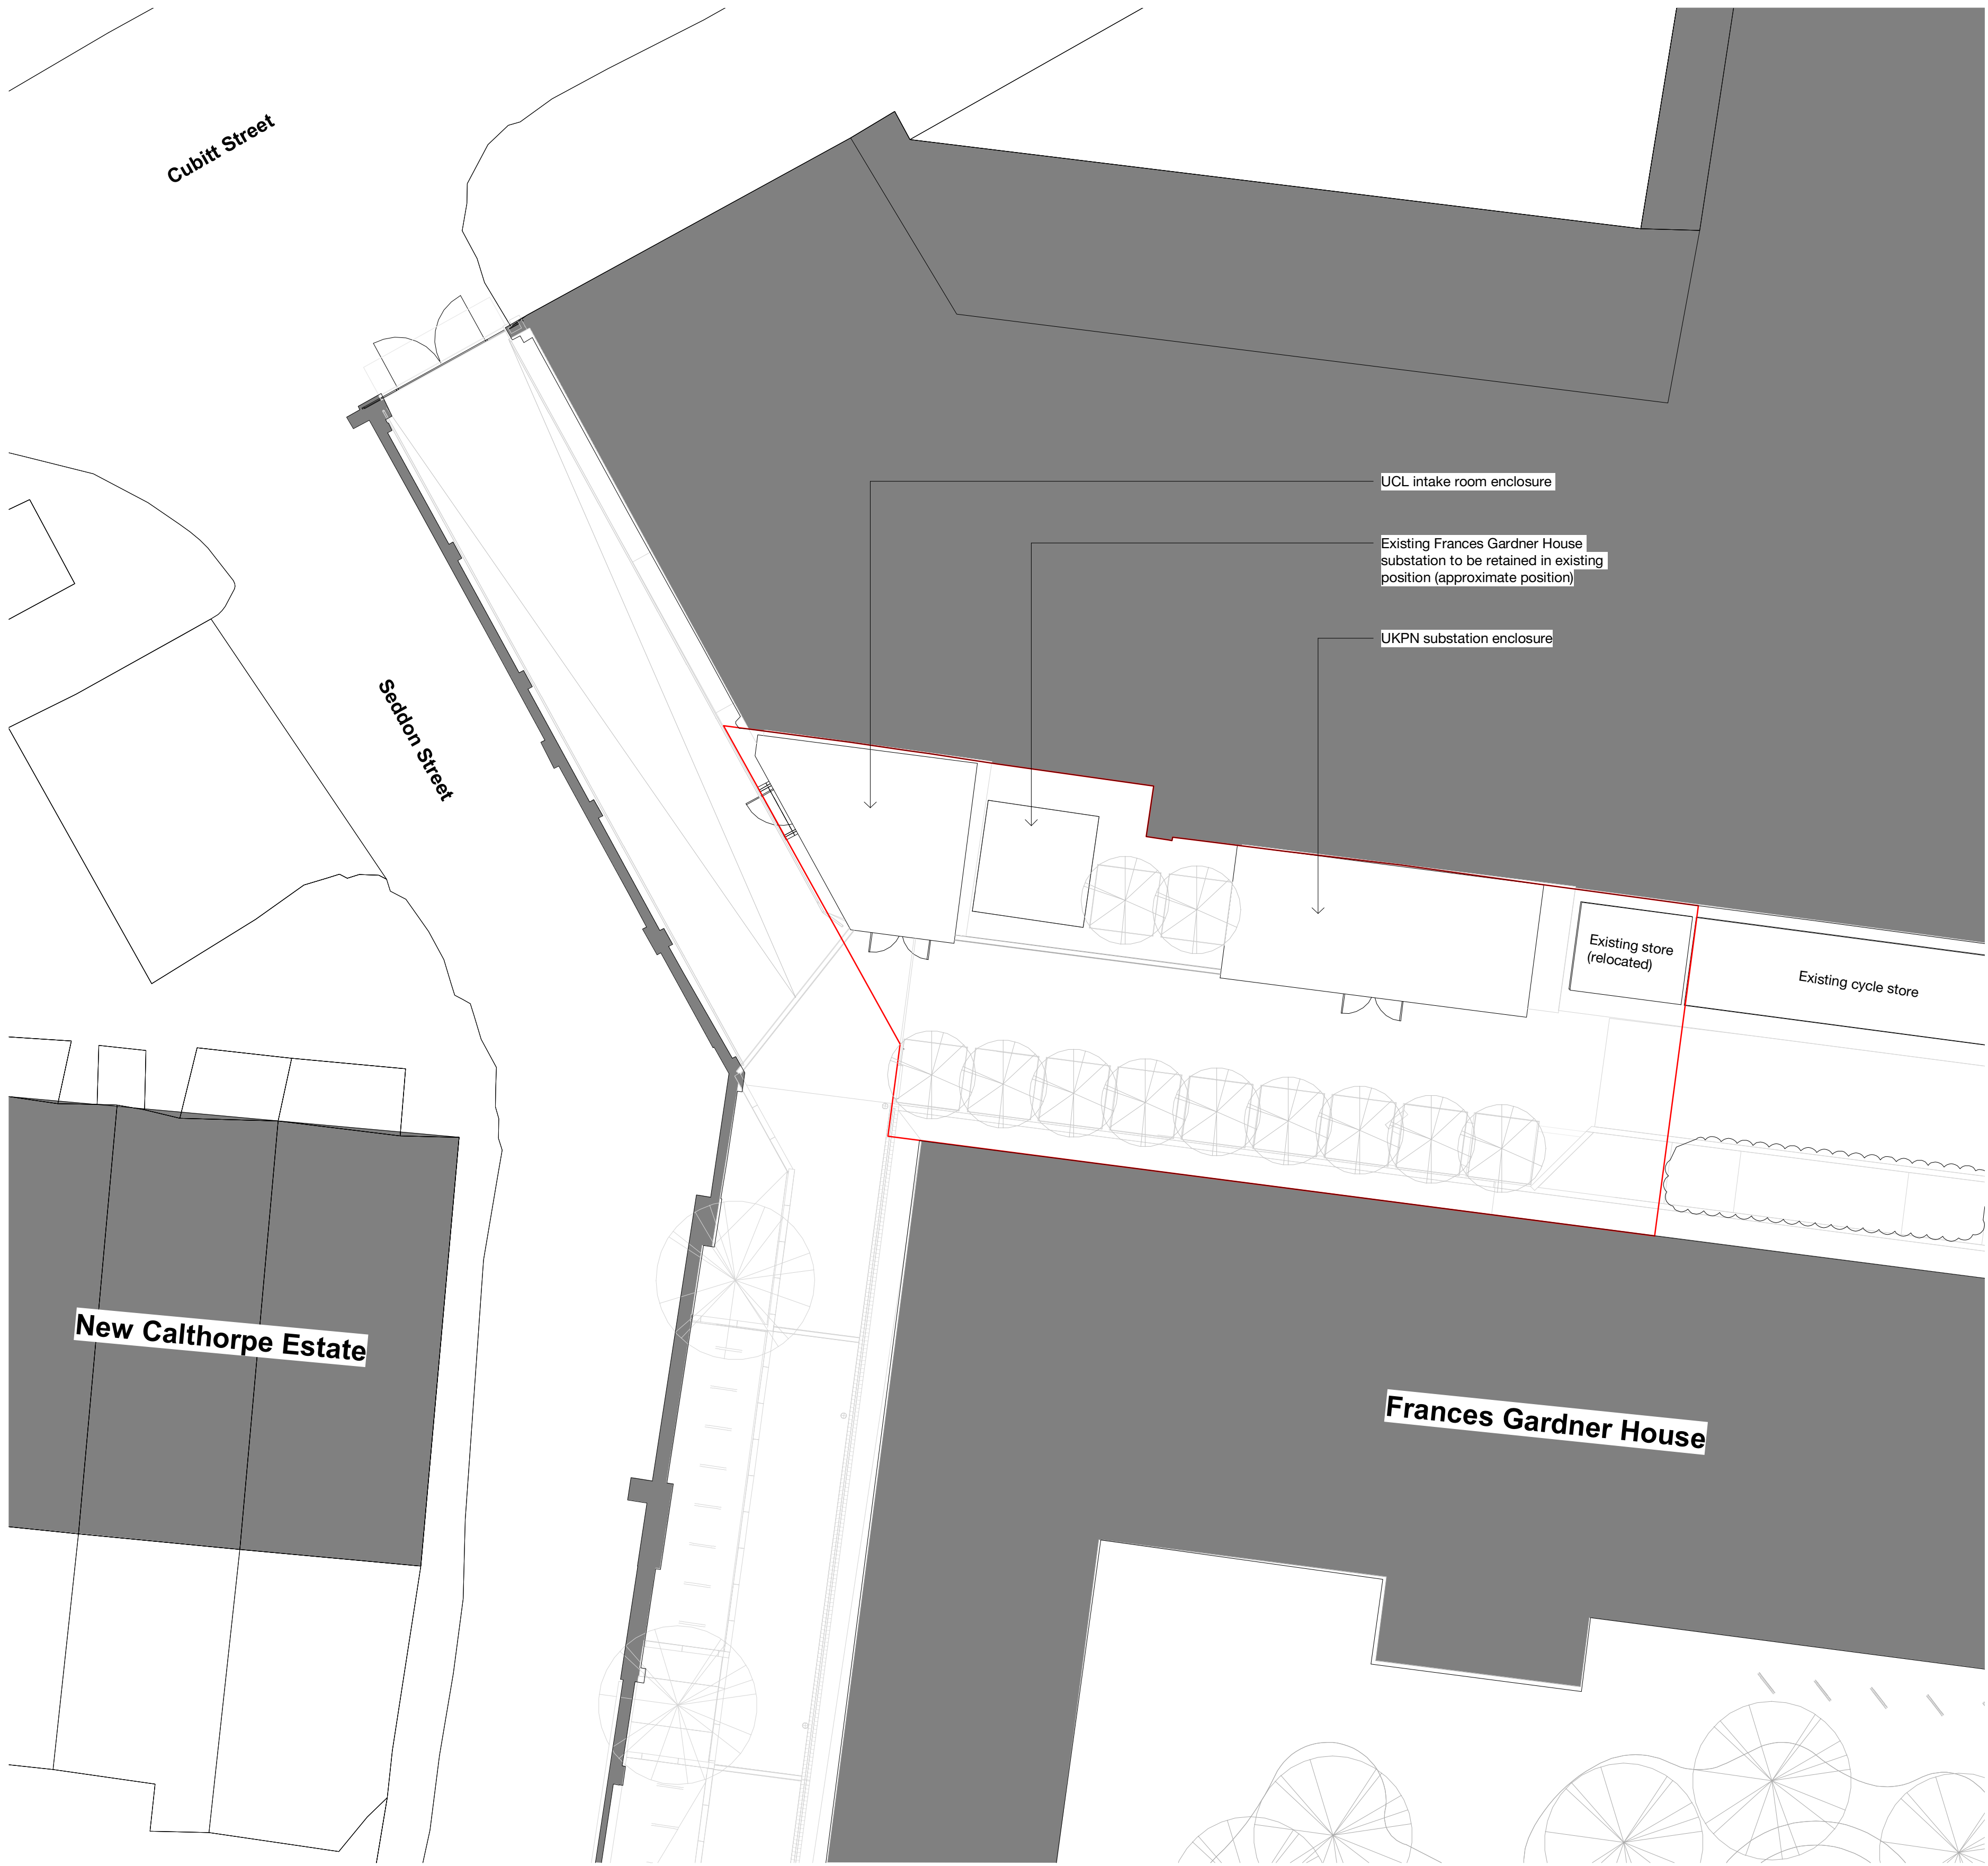 Cubitt Street
UCL intake room enclosure
Existing Frances Gardner House
substation to be retained in existing
position (approximate position)
UKPN substation enclosure
Seddon Street
Existing store
(relocated)
Existing cycle store
New Calthorpe Estate
Frances Gardner House